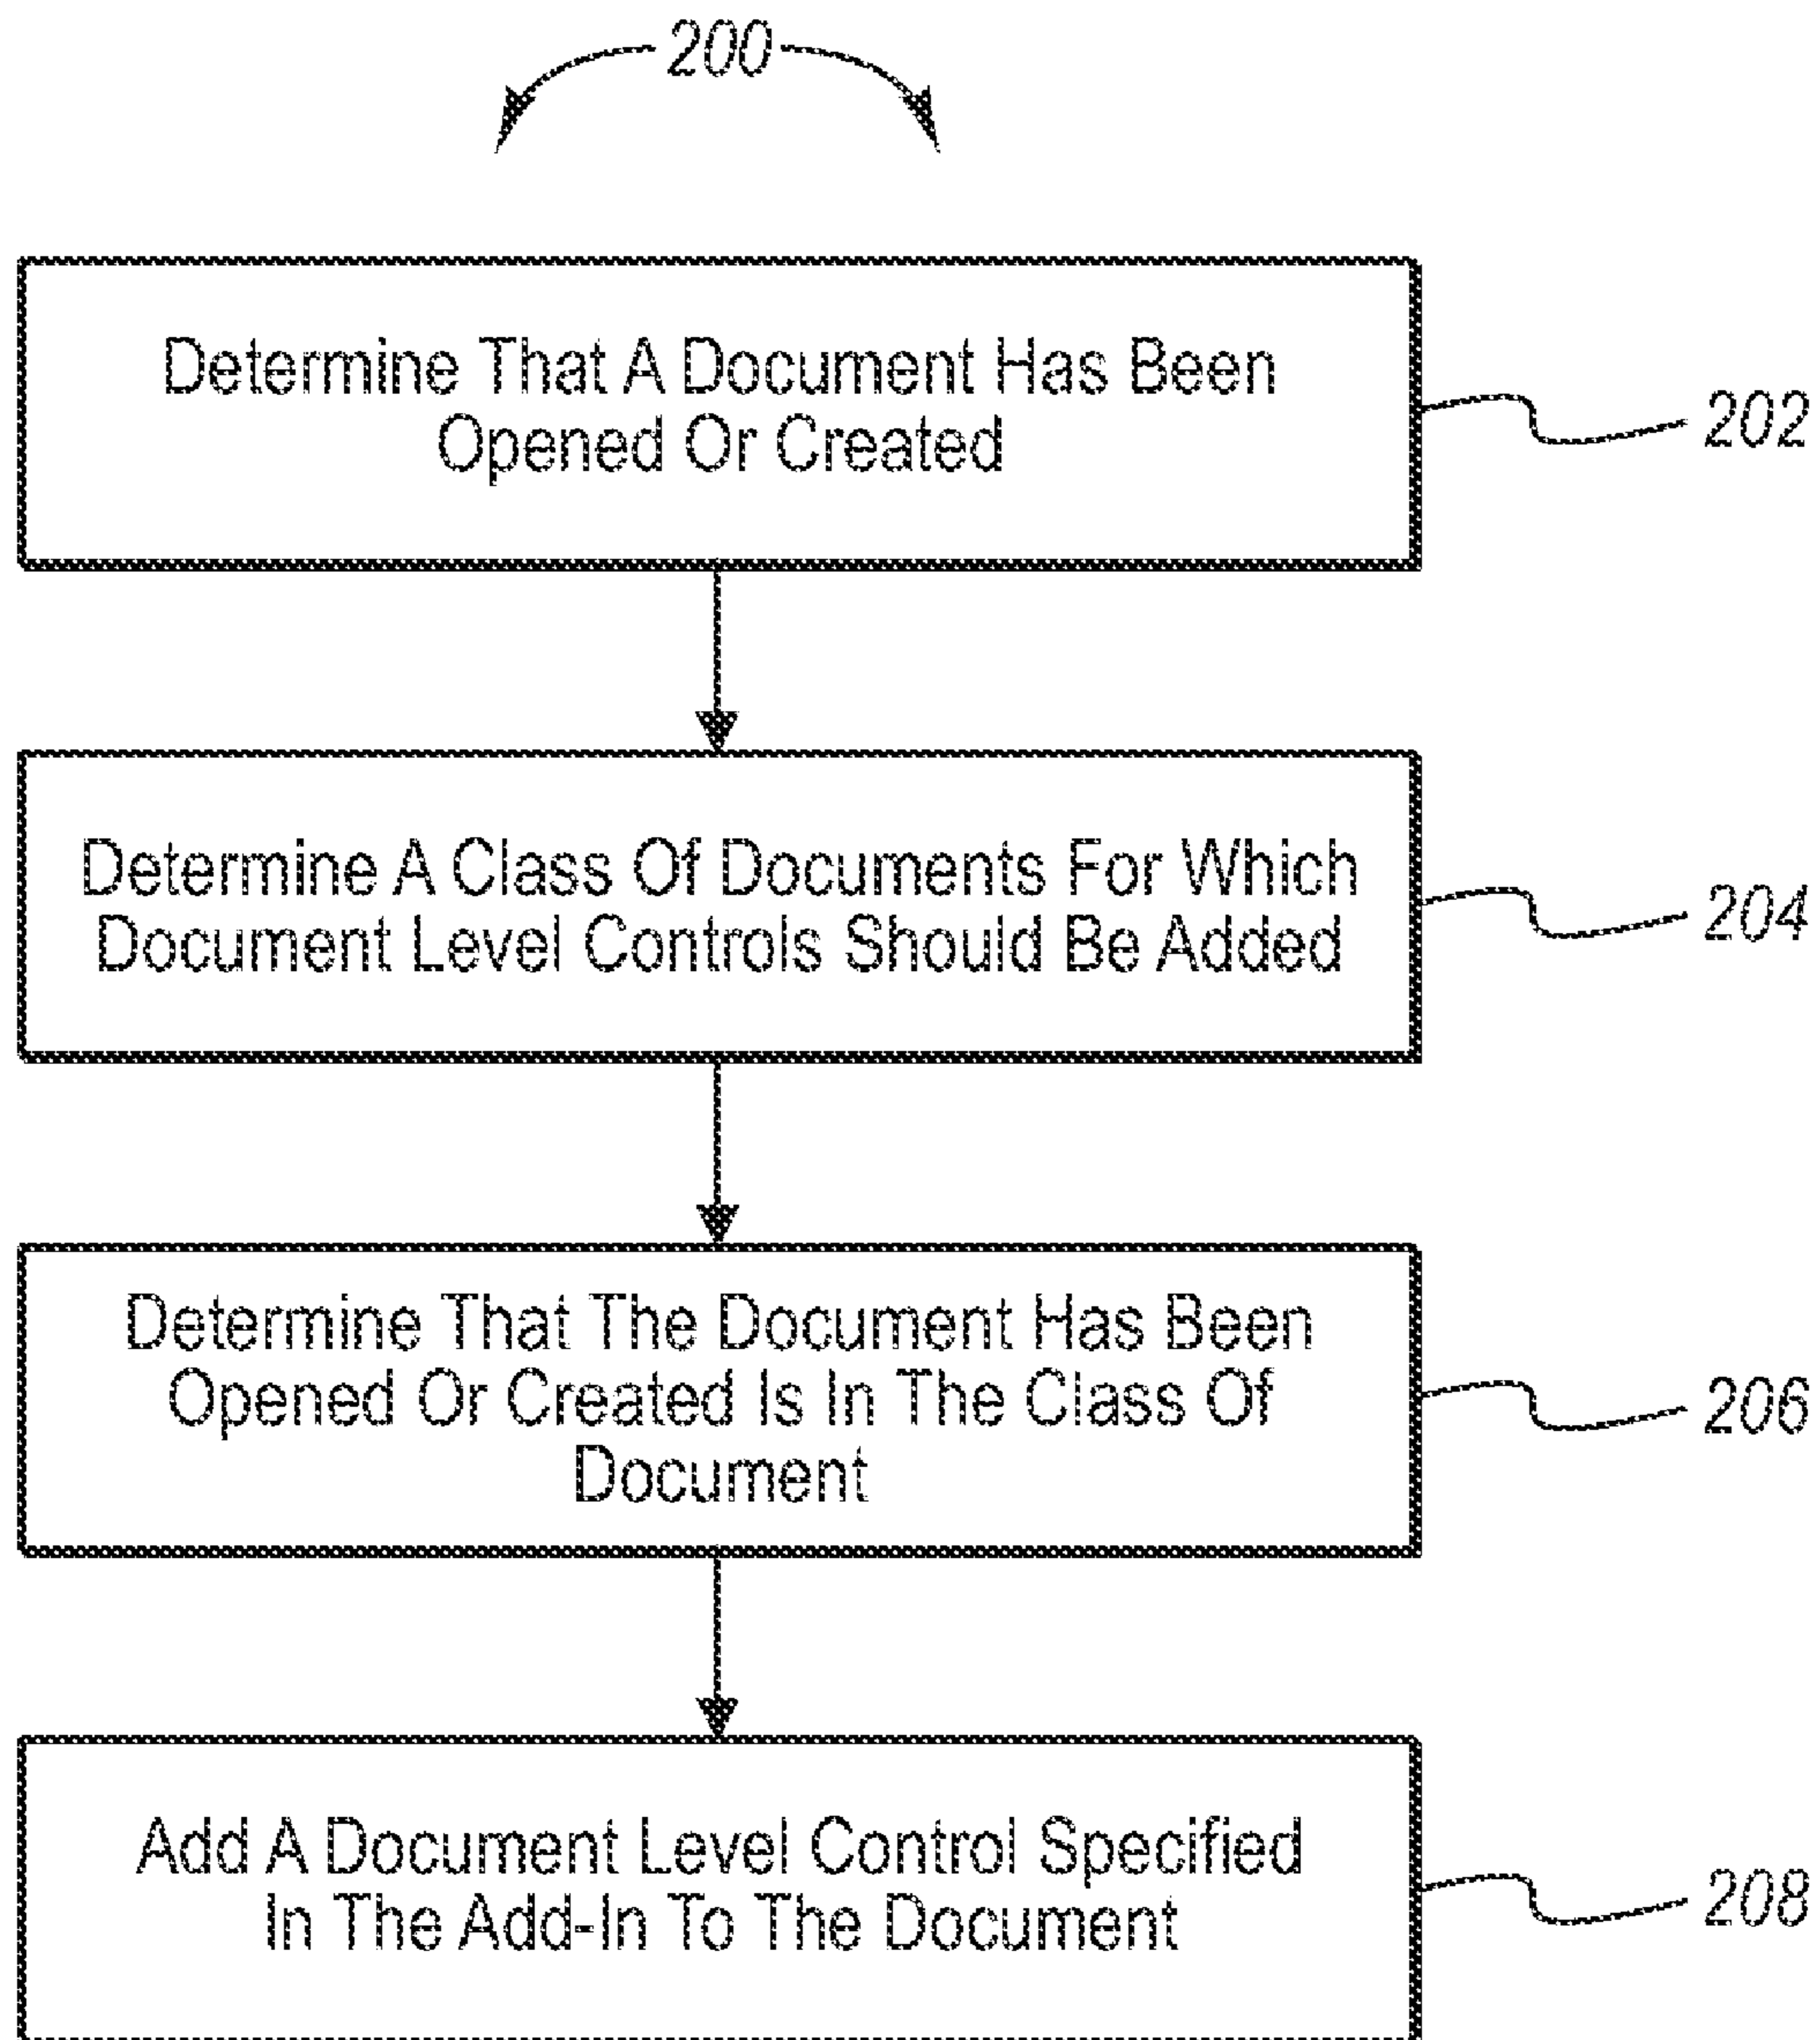 200
Determine That A Document Has Been
Opened Or Created
202
Determine A Class Of Documents For Which
Document Level Controls Should Be Added
204
Determine That The Document Has Been
Opened Or Created Is In The Class Of
Document
206
Add A Document Level Control Specified
In The Add-In To The Document
208